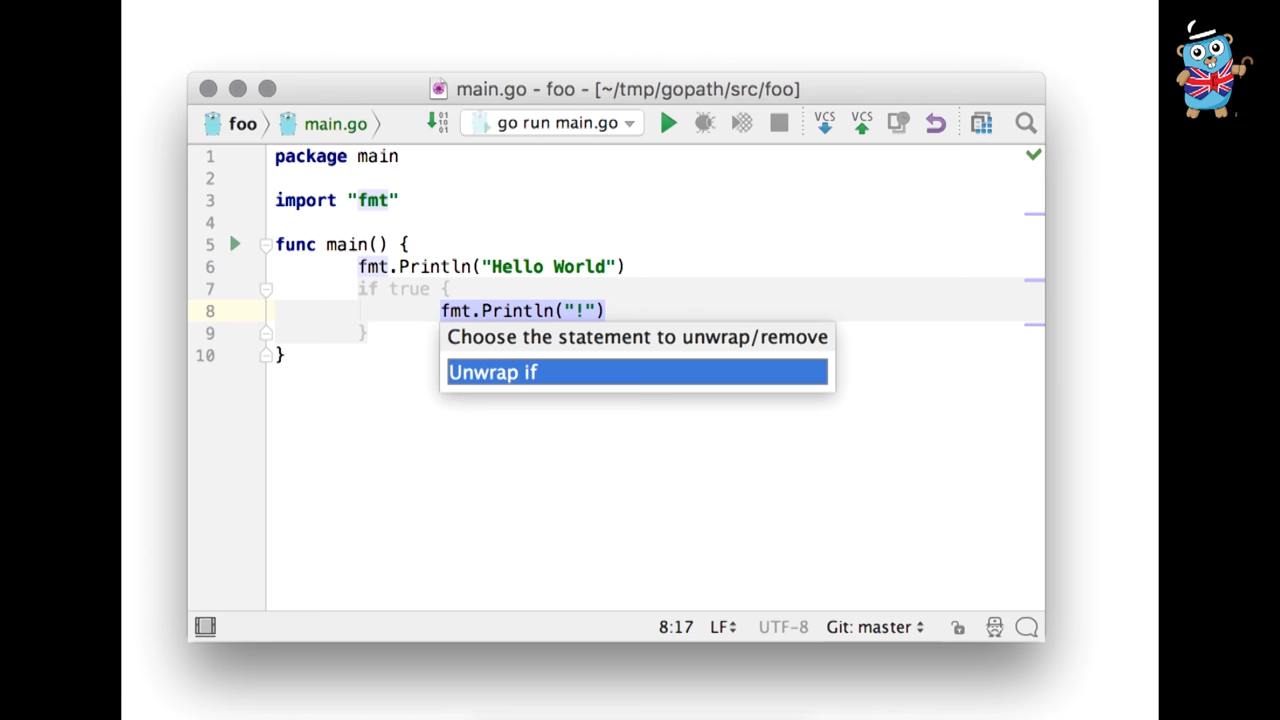 main.go - foo - [~/tmp/gopath/src/foo]
foo main.go go run main.go VCS VCS
1 package main
2
3 import "fmt"
4
5 func main() {
6 fmt.Println("Hello World")
7 if true {
8 fmt.Println("!")
9 }
10 }
Choose the statement to unwrap/remove
Unwrap if
8:17 LF UTF-8 Git: master